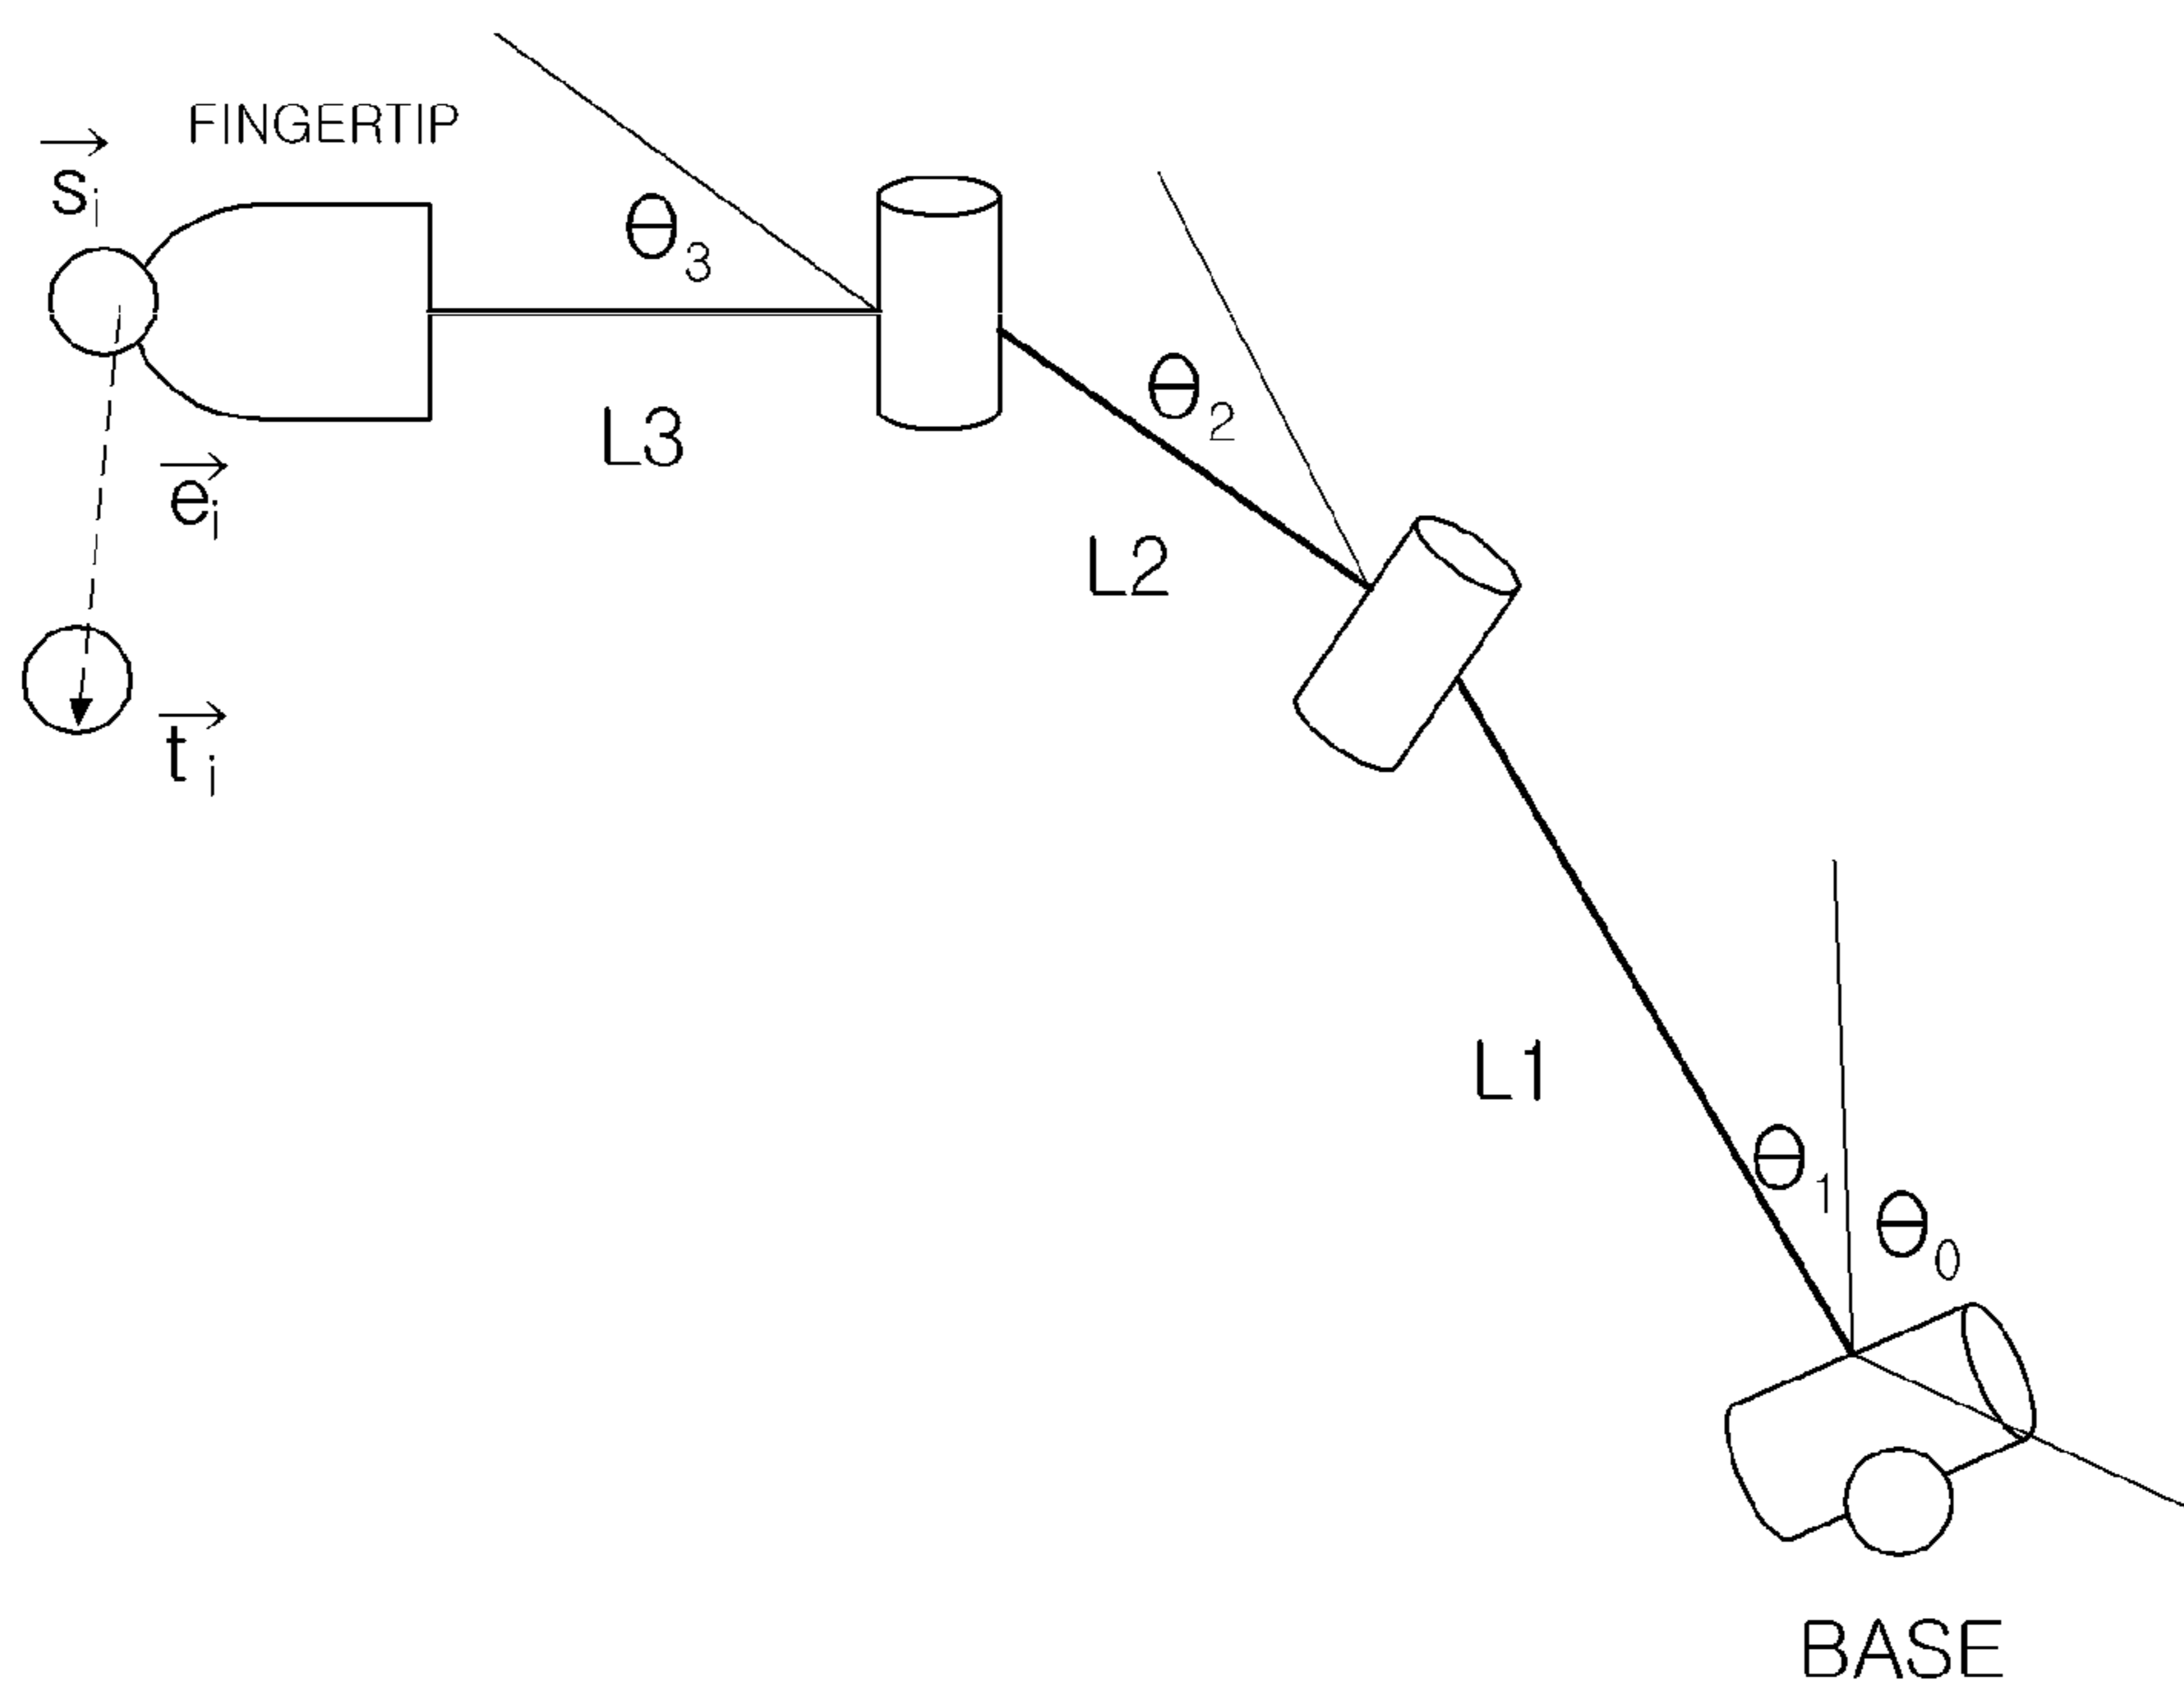 FINGERTIP
s⃗ᵢ
θ₃
θ₂
L3
e⃗ᵢ
L2
t⃗ᵢ
L1
θ₁
θ₀
BASE